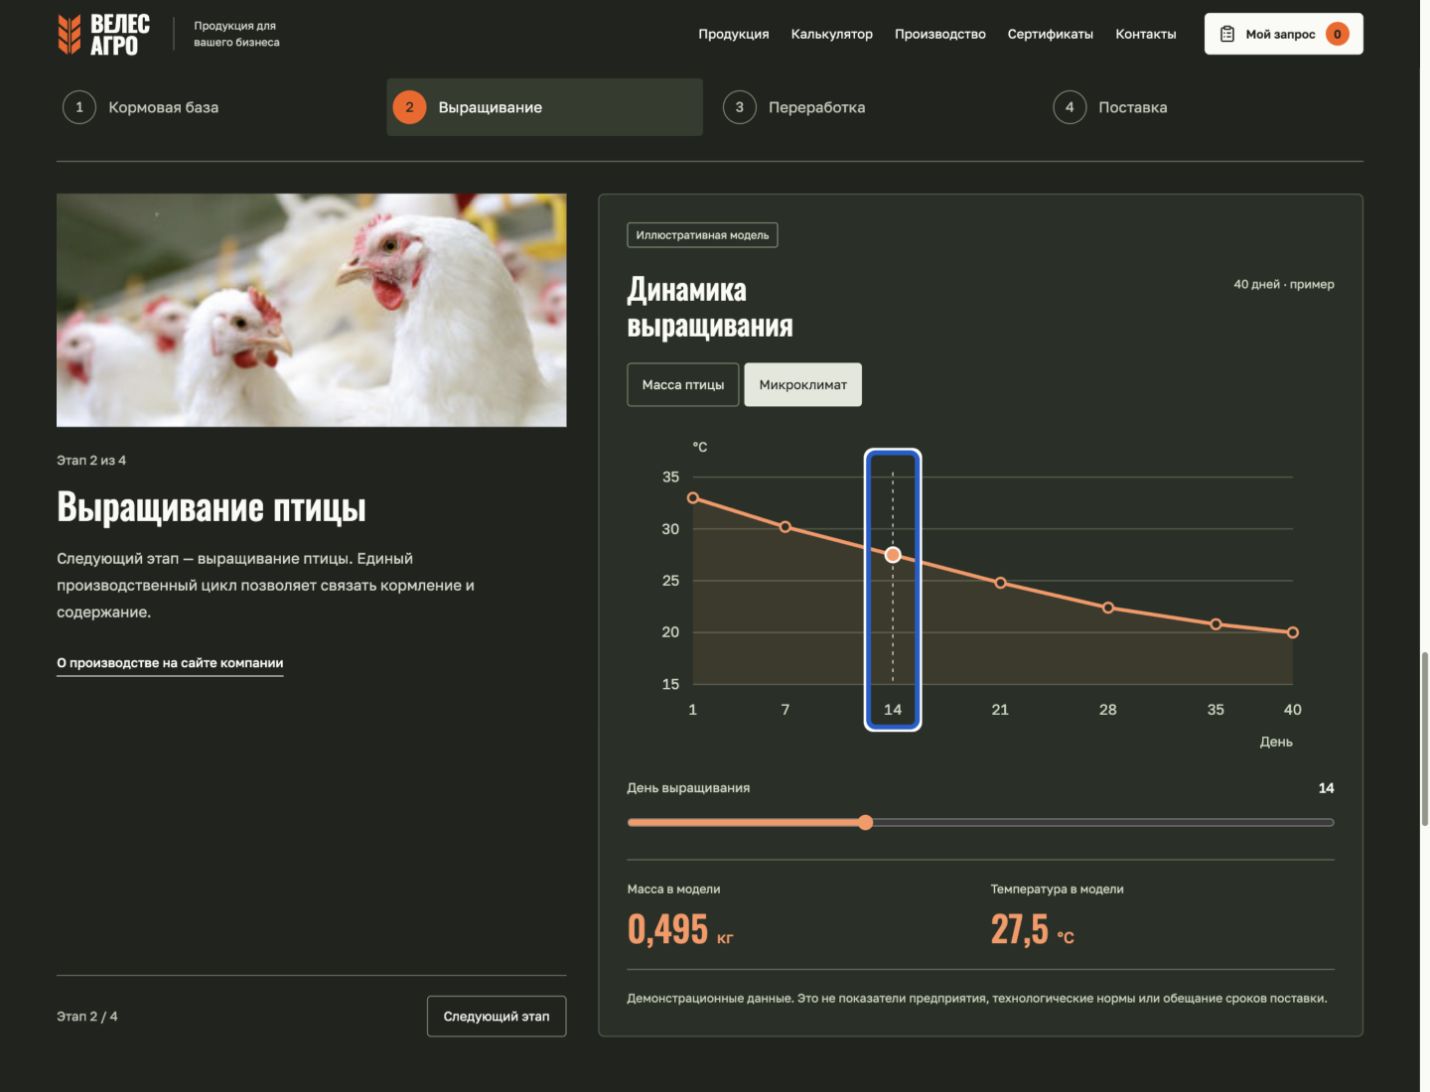 ВЕЛЕС
АГРО
Продукция для
вашего бизнеса
Продукция
Калькулятор
Производство
Сертификаты
Контакты
Мой запрос 0
1 Кормовая база
2 Выращивание
3 Переработка
4 Поставка
Этап 2 из 4
Выращивание птицы
Следующий этап — выращивание птицы. Единый
производственный цикл позволяет связать кормление и
содержание.
О производстве на сайте компании
Этап 2 / 4
Следующий этап
Иллюстративная модель
Динамика
выращивания
40 дней · пример
Масса птицы
Микроклимат
°C
35
30
25
20
15
1 7 14 21 28 35 40
День
День выращивания 14
Масса в модели
0,495 кг
Температура в модели
27,5 °C
Демонстрационные данные. Это не показатели предприятия, технологические нормы или обещание сроков поставки.